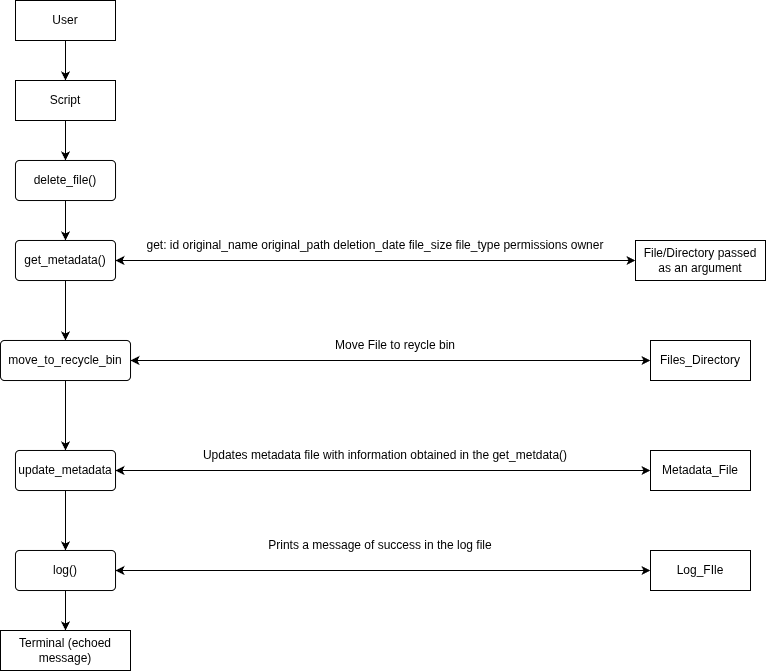 User
Script
delete_file()
get: id original_name original_path deletion_date file_size file_type permissions owner
get_metadata()
File/Directory passed
as an argument
Move File to reycle bin
move_to_recycle_bin
Files_Directory
Updates metadata file with information obtained in the get_metdata()
update_metadata
Metadata_File
Prints a message of success in the log file
log()
Log_FIle
Terminal (echoed
message)